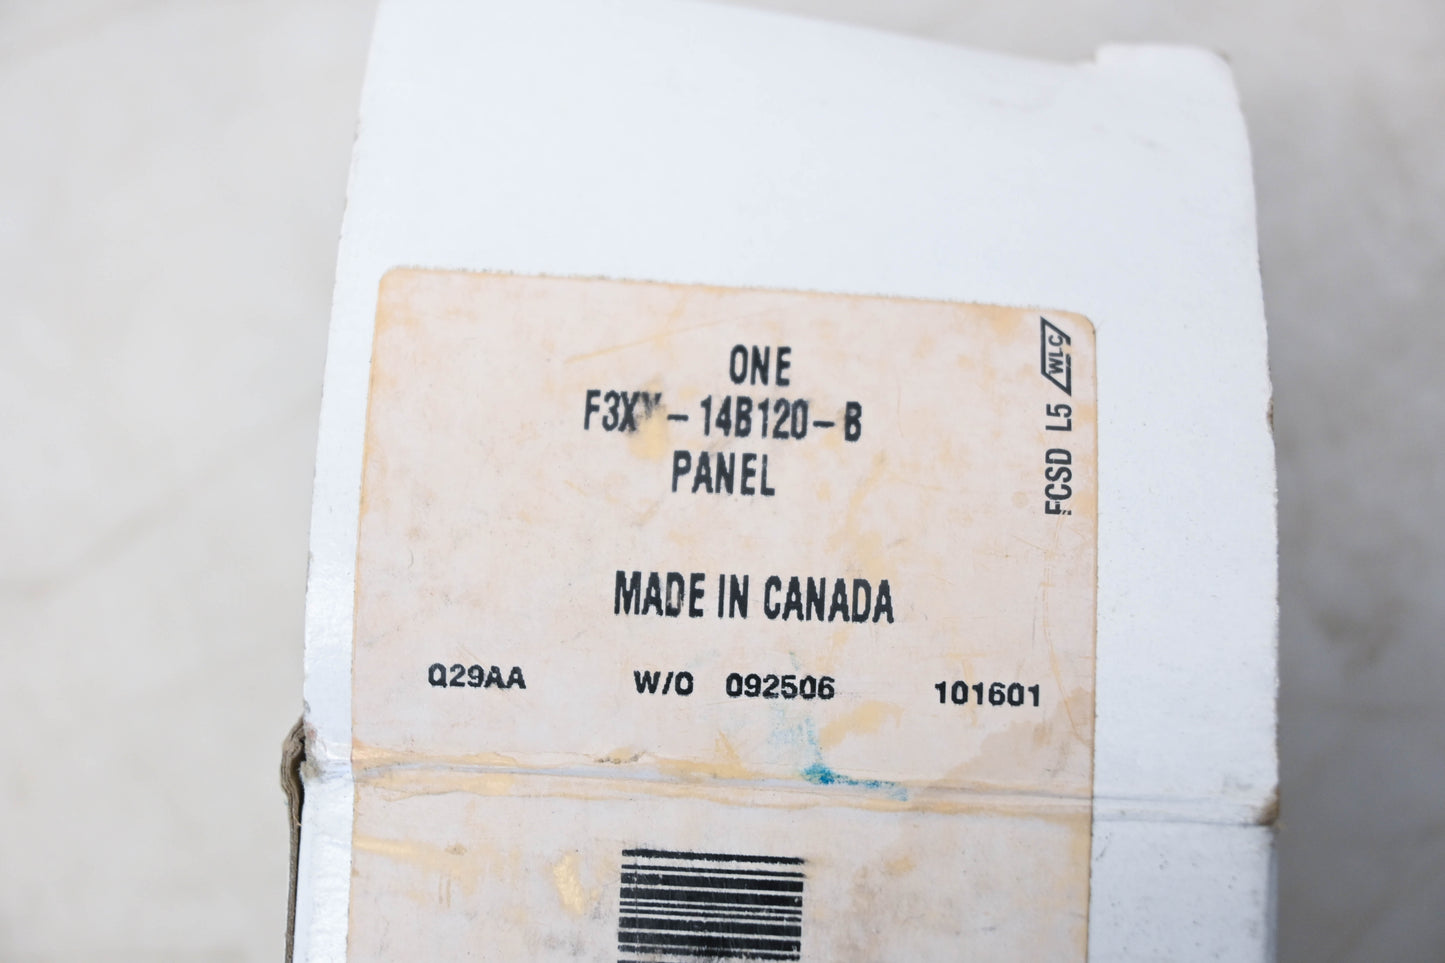 ONE
F3XY-14B120-B
PANEL
MADE IN CANADA
Q29AA W/O 092506 101601
FCSD L5 WLC